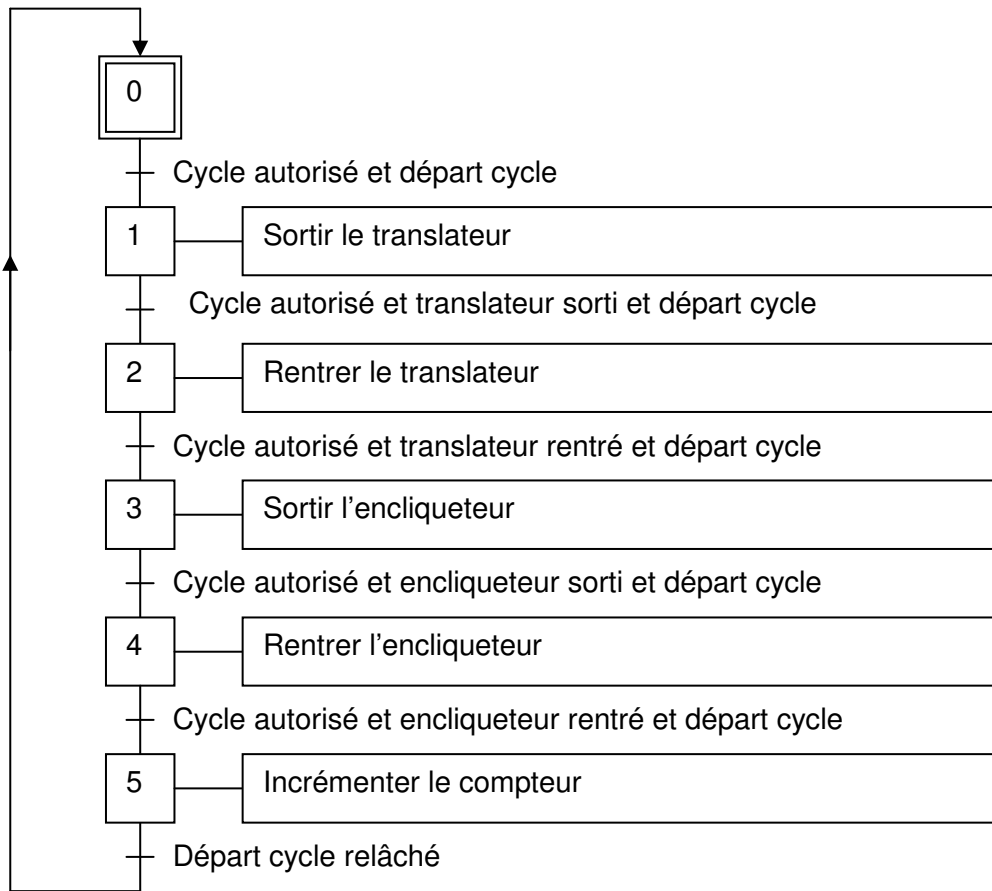 0
Cycle autorisé et départ cycle
1
Sortir le translateur
Cycle autorisé et translateur sorti et départ cycle
2
Rentrer le translateur
Cycle autorisé et translateur rentré et départ cycle
3
Sortir l’encliqueteur
Cycle autorisé et encliqueteur sorti et départ cycle
4
Rentrer l’encliqueteur
Cycle autorisé et encliqueteur rentré et départ cycle
5
Incrémenter le compteur
Départ cycle relâché